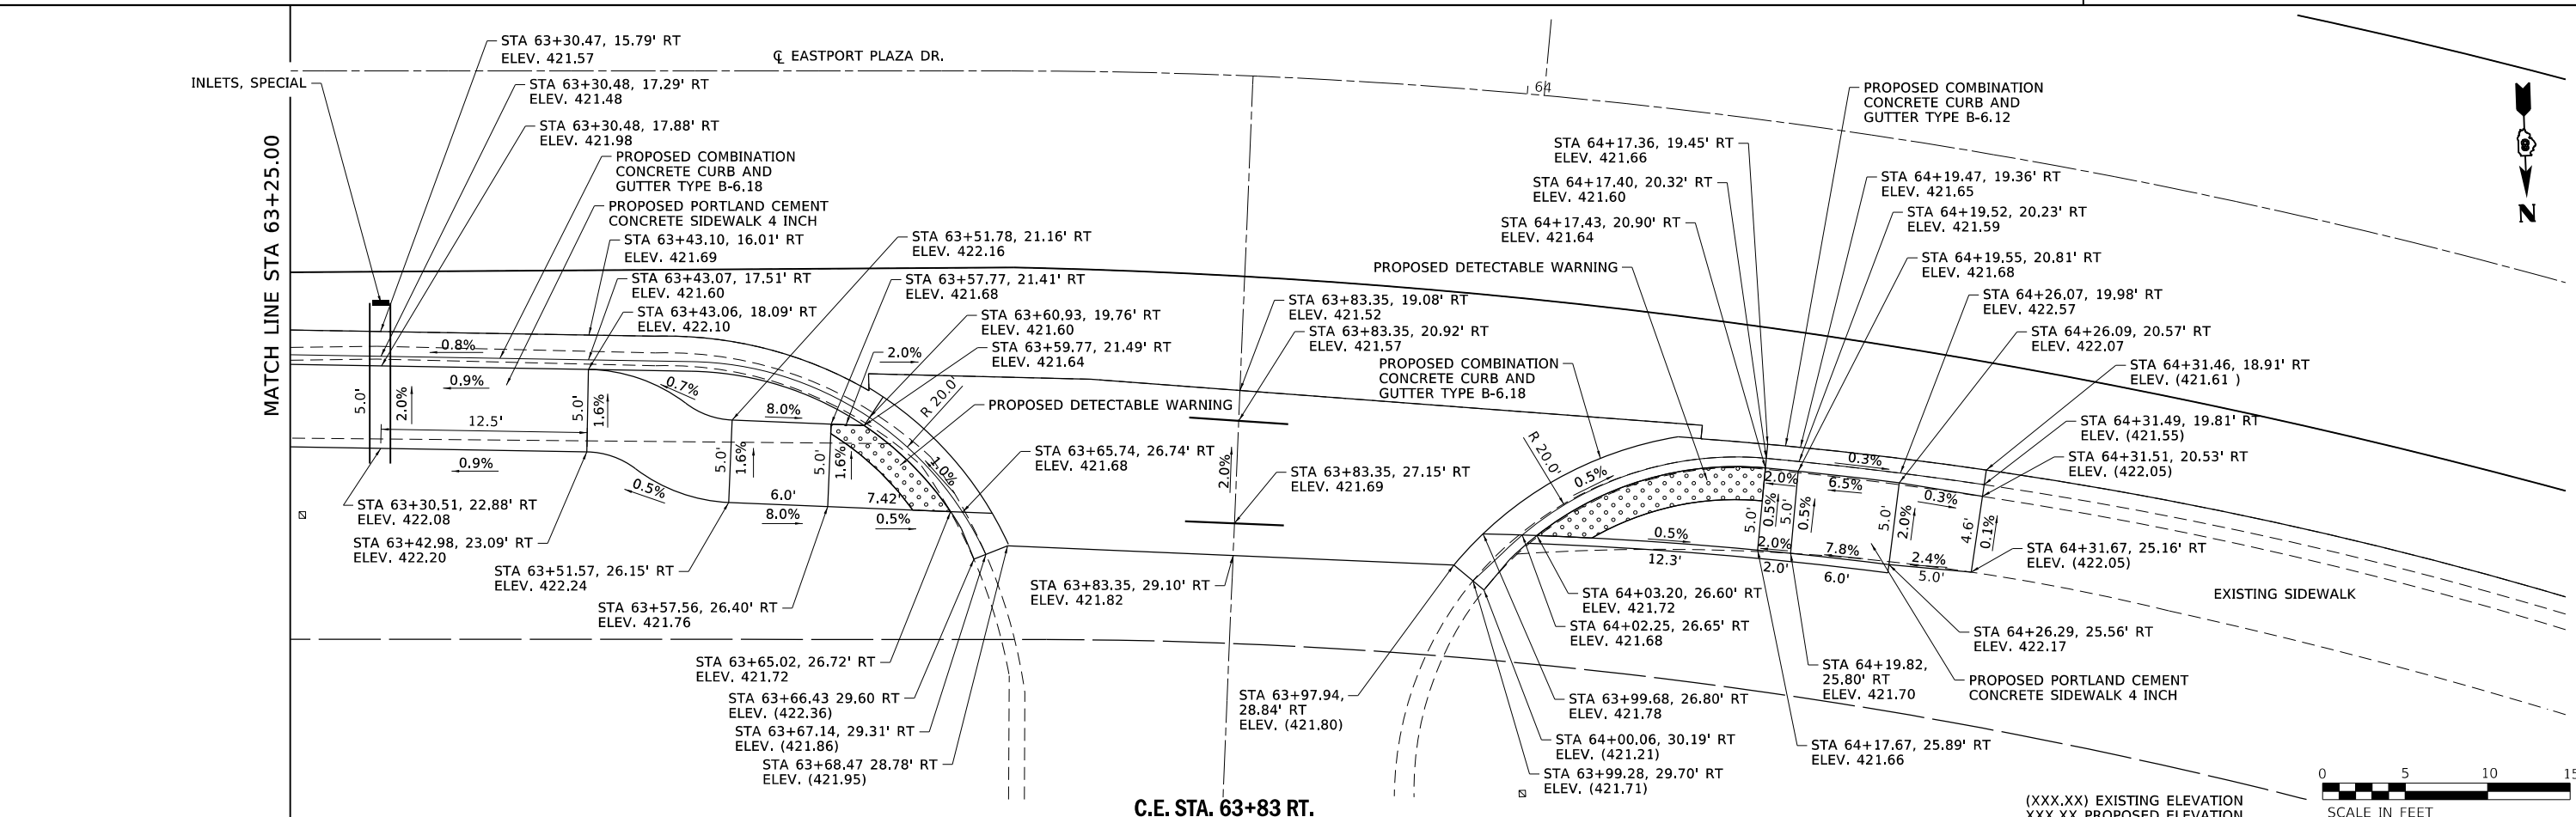 STA 63+30.47, 15.79' RT
ELEV. 421.57
℄ EASTPORT PLAZA DR.
INLETS, SPECIAL
STA 63+30.48, 17.29' RT
ELEV. 421.48
64
PROPOSED COMBINATION
CONCRETE CURB AND
GUTTER TYPE B-6.12
STA 63+30.48, 17.88' RT
ELEV. 421.98
MATCH LINE STA 63+25.00
PROPOSED COMBINATION
CONCRETE CURB AND
GUTTER TYPE B-6.18
PROPOSED PORTLAND CEMENT
CONCRETE SIDEWALK 4 INCH
STA 63+43.10, 16.01' RT
ELEV. 421.69
STA 63+43.07, 17.51' RT
ELEV. 421.60
STA 63+43.06, 18.09' RT
ELEV. 422.10
STA 63+51.78, 21.16' RT
ELEV. 422.16
STA 63+57.77, 21.41' RT
ELEV. 421.68
STA 63+60.93, 19.76' RT
ELEV. 421.60
STA 63+59.77, 21.49' RT
ELEV. 421.64
PROPOSED DETECTABLE WARNING
STA 63+65.74, 26.74' RT
ELEV. 421.68
STA 64+17.36, 19.45' RT
ELEV. 421.66
STA 64+17.40, 20.32' RT
ELEV. 421.60
STA 64+17.43, 20.90' RT
ELEV. 421.64
PROPOSED DETECTABLE WARNING
STA 63+83.35, 19.08' RT
ELEV. 421.52
STA 63+83.35, 20.92' RT
ELEV. 421.57
PROPOSED COMBINATION
CONCRETE CURB AND
GUTTER TYPE B-6.18
STA 63+83.35, 27.15' RT
ELEV. 421.69
STA 64+19.47, 19.36' RT
ELEV. 421.65
STA 64+19.52, 20.23' RT
ELEV. 421.59
STA 64+19.55, 20.81' RT
ELEV. 421.68
STA 64+26.07, 19.98' RT
ELEV. 422.57
STA 64+26.09, 20.57' RT
ELEV. 422.07
STA 64+31.46, 18.91' RT
ELEV. (421.61 )
STA 64+31.49, 19.81' RT
ELEV. (421.55)
STA 64+31.51, 20.53' RT
ELEV. (422.05)
N
0.8%
0.9%
5.0'
2.0%
12.5'
0.9%
5.0'
1.6%
0.7%
0.5%
8.0%
5.0'
1.6%
6.0'
8.0%
5.0'
1.6%
2.0%
R 20.0'
1.0%
7.42'
0.5%
2.0%
R 20.0'
0.5%
0.5%
12.3'
5.0'
0.5%
2.0%
2.0%
2.0'
5.0'
0.5%
0.3%
6.5%
7.8%
6.0'
5.0'
2.0%
0.3%
2.4%
5.0'
4.6'
0.1%
STA 63+30.51, 22.88' RT
ELEV. 422.08
STA 63+42.98, 23.09' RT
ELEV. 422.20
STA 63+51.57, 26.15' RT
ELEV. 422.24
STA 63+57.56, 26.40' RT
ELEV. 421.76
STA 63+65.02, 26.72' RT
ELEV. 421.72
STA 63+66.43 29.60 RT
ELEV. (422.36)
STA 63+67.14, 29.31' RT
ELEV. (421.86)
STA 63+68.47 28.78' RT
ELEV. (421.95)
STA 63+83.35, 29.10' RT
ELEV. 421.82
STA 63+97.94,
28.84' RT
ELEV. (421.80)
STA 64+03.20, 26.60' RT
ELEV. 421.72
STA 64+02.25, 26.65' RT
ELEV. 421.68
STA 63+99.68, 26.80' RT
ELEV. 421.78
STA 64+00.06, 30.19' RT
ELEV. (421.21)
STA 63+99.28, 29.70' RT
ELEV. (421.71)
STA 64+31.67, 25.16' RT
ELEV. (422.05)
EXISTING SIDEWALK
STA 64+26.29, 25.56' RT
ELEV. 422.17
STA 64+19.82,
25.80' RT
ELEV. 421.70
PROPOSED PORTLAND CEMENT
CONCRETE SIDEWALK 4 INCH
STA 64+17.67, 25.89' RT
ELEV. 421.66
C.E. STA. 63+83 RT.
0 5 10 15
SCALE IN FEET
(XXX.XX) EXISTING ELEVATION
XXX.XX PROPOSED ELEVATION